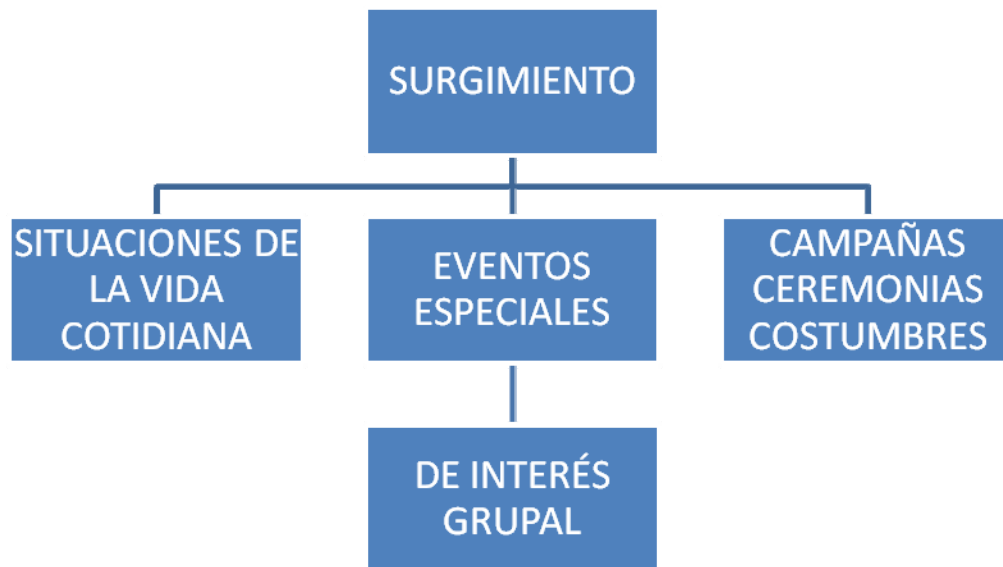 SURGIMIENTO
SITUACIONES DE
LA VIDA
COTIDIANA
EVENTOS
ESPECIALES
CAMPAÑAS
CEREMONIAS
COSTUMBRES
DE INTERÉS
GRUPAL